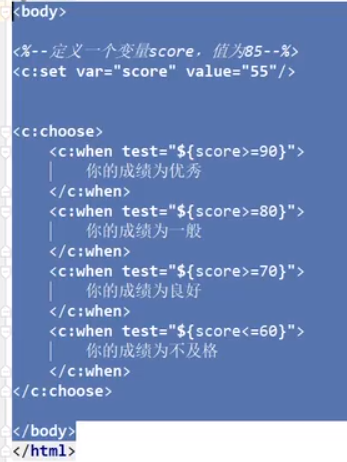 <body>
<%--定义一个变量score，值为85--%>
<c:set var="score" value="55"/>
<c:choose>
<c:when test="${score>=90}">
你的成绩为优秀
</c:when>
<c:when test="${score>=80}">
你的成绩为一般
</c:when>
<c:when test="${score>=70}">
你的成绩为良好
</c:when>
<c:when test="${score<=60}">
你的成绩为不及格
</c:when>
</c:choose>
</body>
</html>